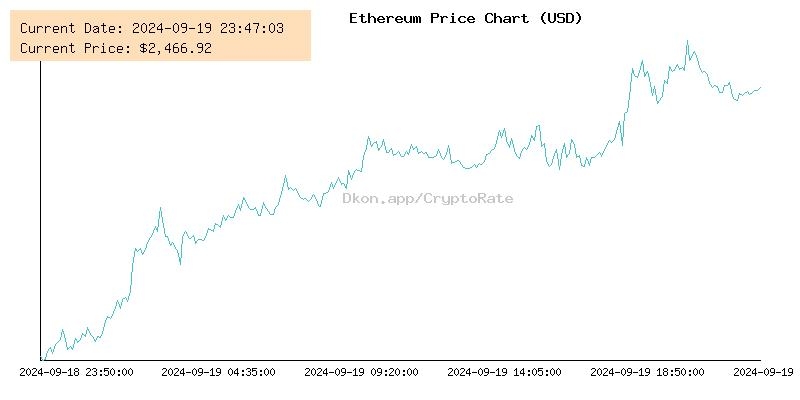 Ethereum Price Chart (USD)
Current Date: 2024-09-19 23:47:03
Current Price: $2,466.92
Dkon.app/CryptoRate
2024-09-18 23:50:00 2024-09-19 04:35:00 2024-09-19 09:20:00 2024-09-19 14:05:00 2024-09-19 18:50:00 2024-09-19